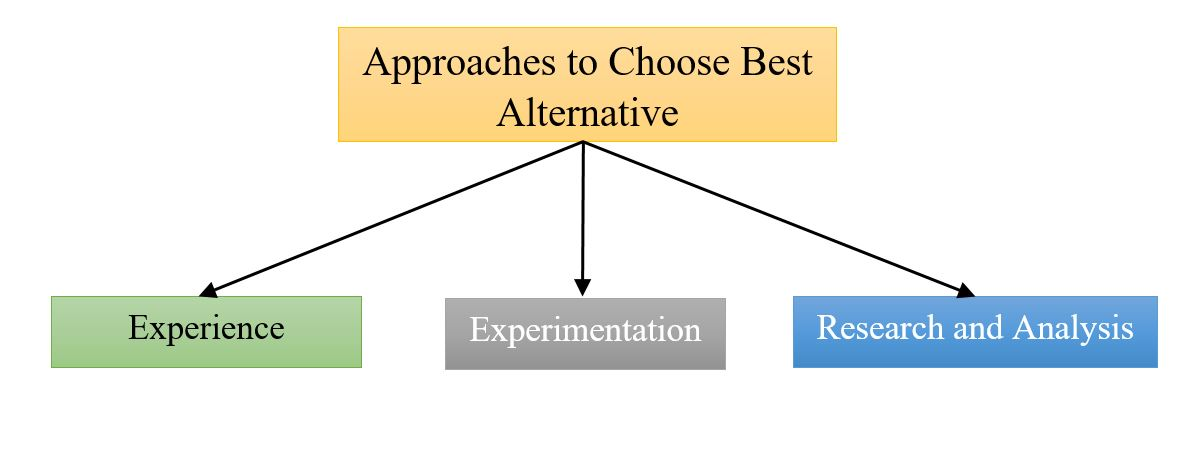 Approaches to Choose Best
Alternative
Experience
Experimentation
Research and Analysis